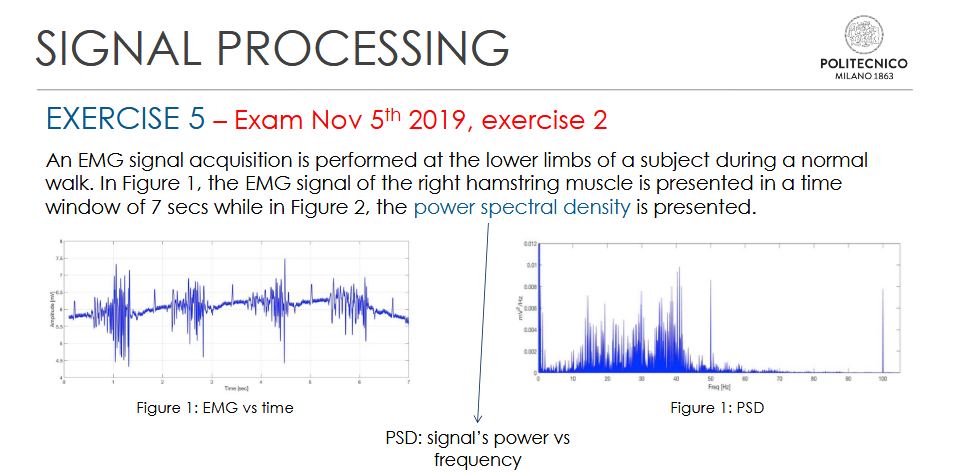 SIGNAL PROCESSING
POLITECNICO
MILANO 1863
EXERCISE 5 – Exam Nov 5th 2019, exercise 2
An EMG signal acquisition is performed at the lower limbs of a subject during a normal
walk. In Figure 1, the EMG signal of the right hamstring muscle is presented in a time
window of 7 secs while in Figure 2, the power spectral density is presented.
8
7.5
7
6.5
6
5.5
5
4.5
4
Amplitude [mV]
0 1 2 3 4 5 6 7
Time [sec]
0.012
0.01
0.008
0.006
0.004
0.002
0
mV²/Hz
0 10 20 30 40 50 60 70 80 90 100
Freq [Hz]
Figure 1: EMG vs time
Figure 1: PSD
PSD: signal's power vs
frequency